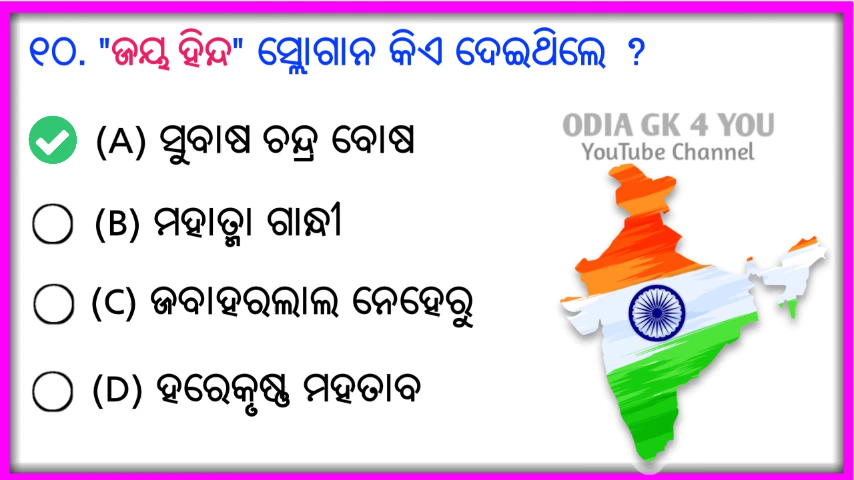 ୧୦. "ଜୟ ହିନ୍ଦ" ସ୍ଲୋଗାନ କିଏ ଦେଇଥିଲେ ?
(A) ସୁବାଷ ଚନ୍ଦ୍ର ବୋଷ
ODIA GK 4 YOU
YouTube Channel
(B) ମହାତ୍ମା ଗାନ୍ଧୀ
(C) ଜବାହରଲାଲ ନେହେରୁ
(D) ହରେକୃଷ୍ଣ ମହତାବ